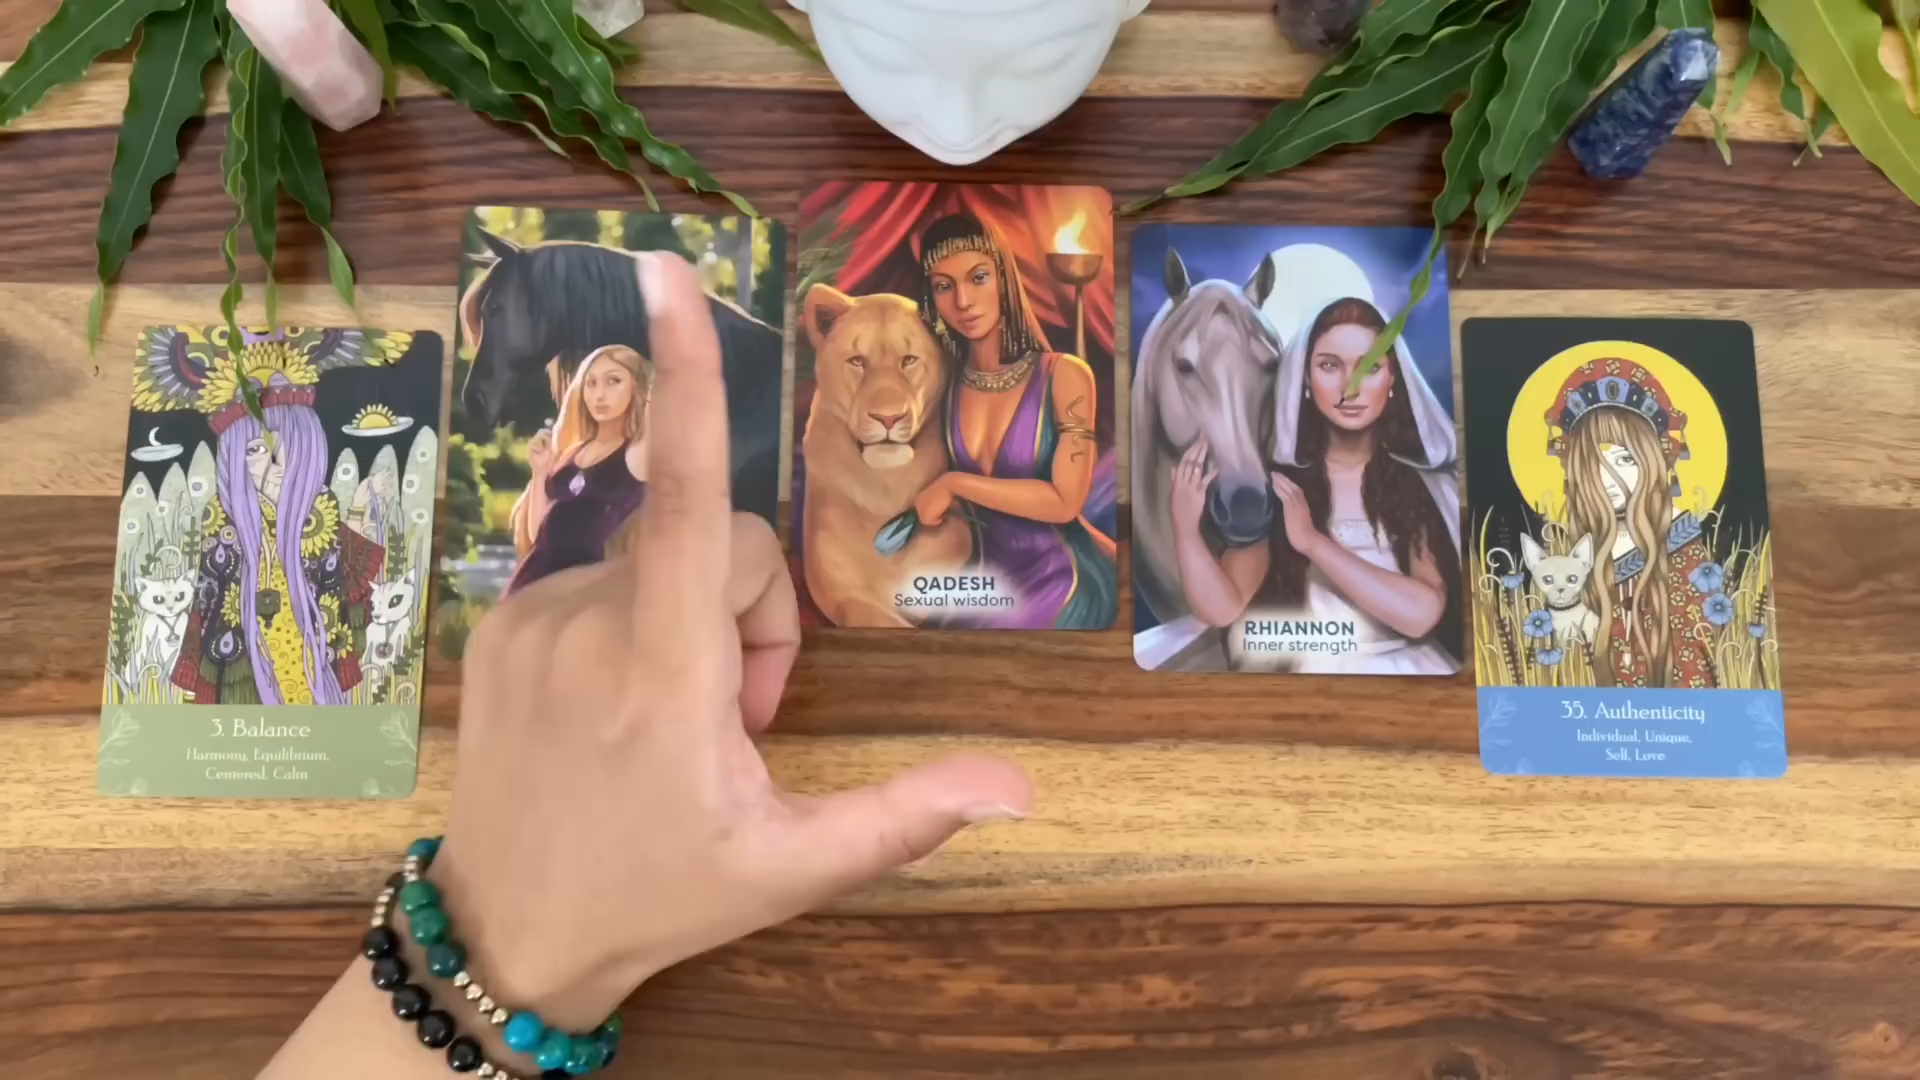 3. Balance
Harmony, Equilibrium,
Centered, Calm
QADESH
Sexual wisdom
RHIANNON
Inner strength
35. Authenticity
Individual, Unique,
Self, Love